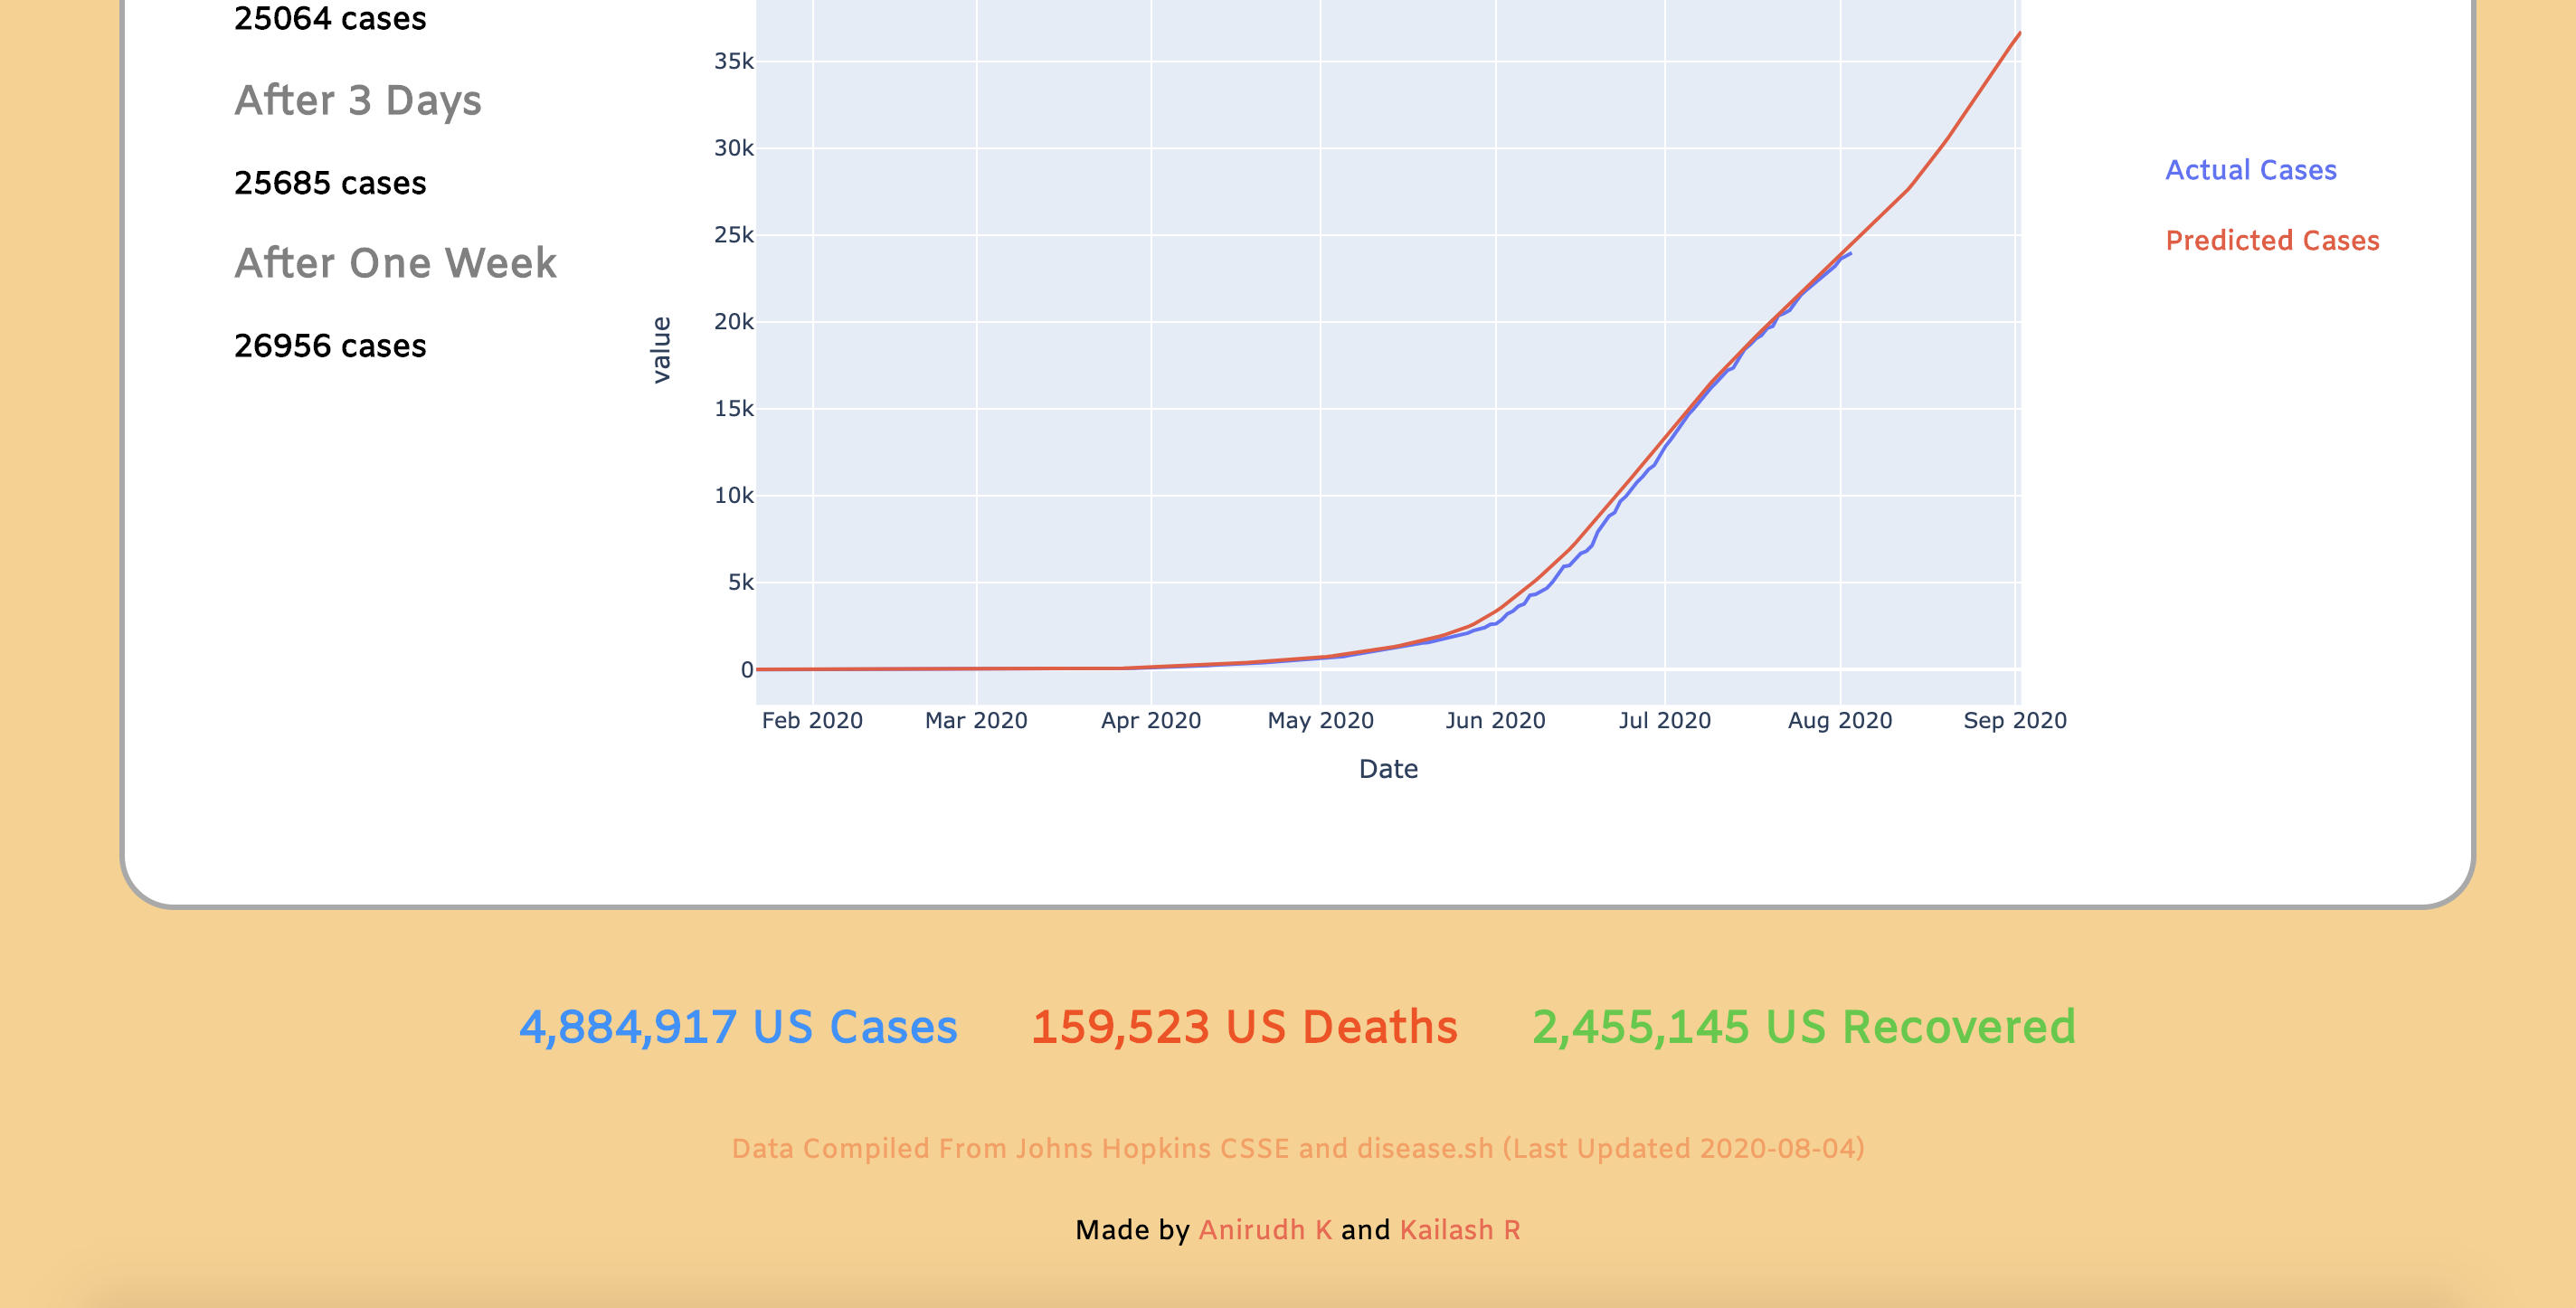 25064 cases
After 3 Days
25685 cases
After One Week
26956 cases
35k
30k
25k
20k
15k
10k
5k
0
value
Feb 2020 Mar 2020 Apr 2020 May 2020 Jun 2020 Jul 2020 Aug 2020 Sep 2020
Date
Actual Cases
Predicted Cases
4,884,917 US Cases 159,523 US Deaths 2,455,145 US Recovered
Data Compiled From Johns Hopkins CSSE and disease.sh (Last Updated 2020-08-04)
Made by Anirudh K and Kailash R